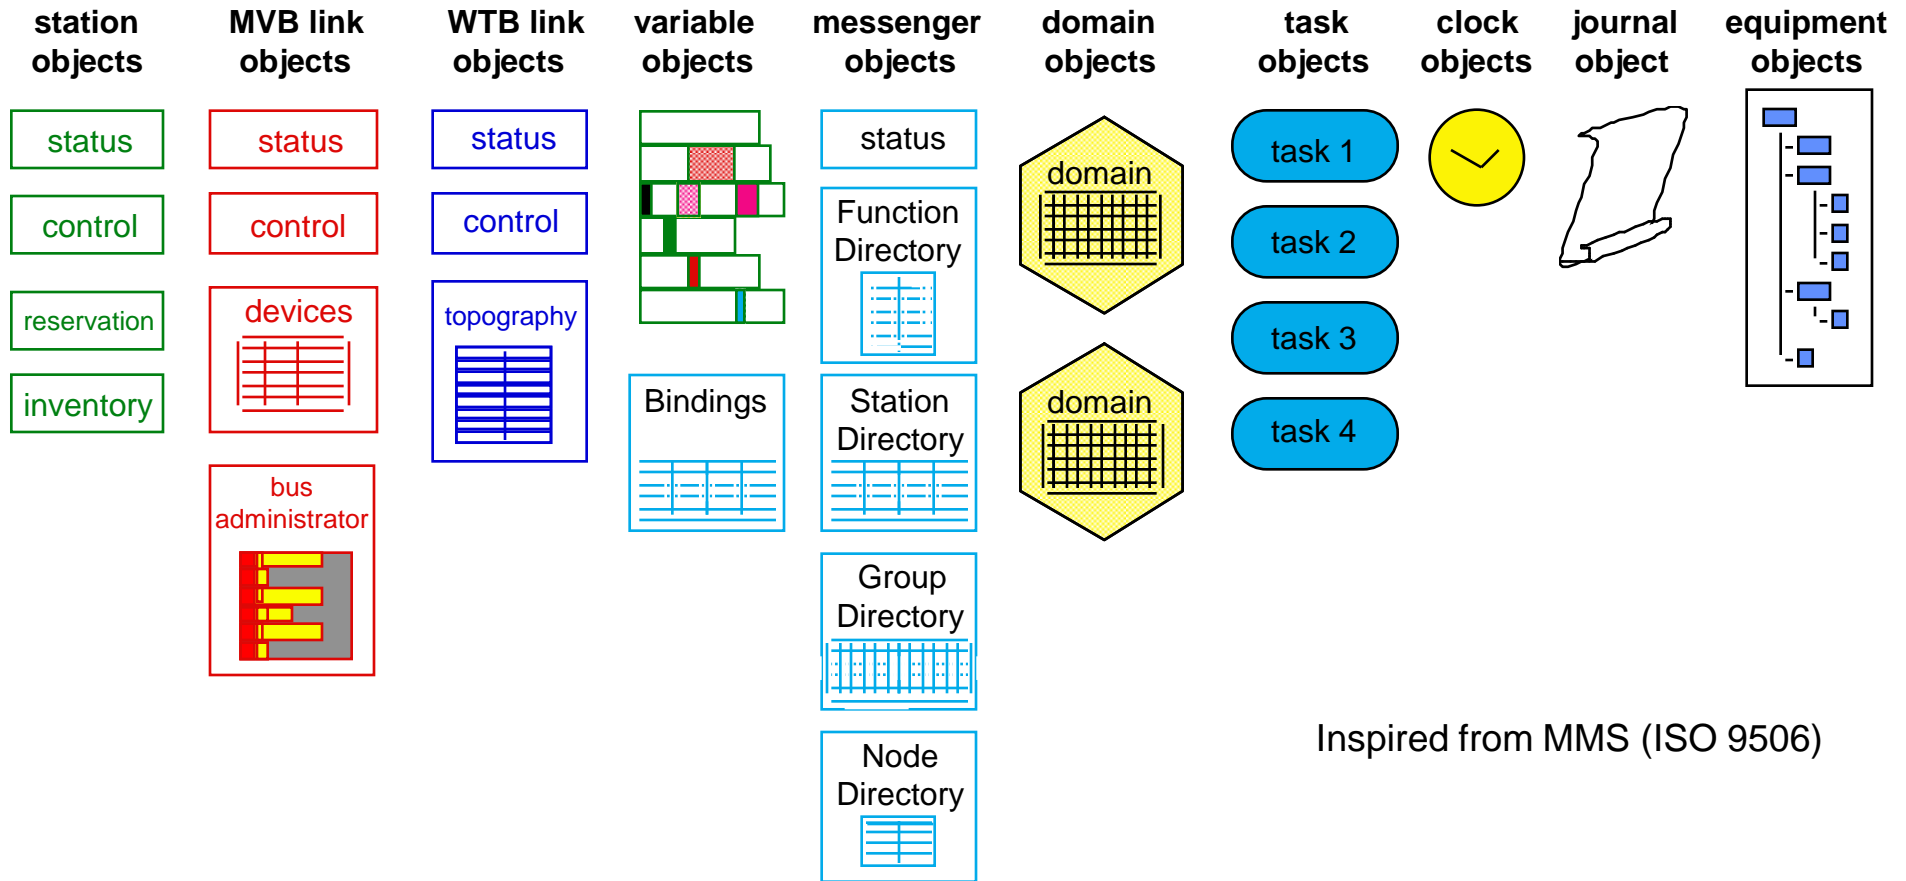 station
objects
MVB link
objects
WTB link
objects
variable
objects
messenger
objects
domain
objects
task
objects
clock
objects
journal
object
equipment
objects
status
control
reservation
inventory
status
control
devices
bus
administrator
status
control
topography
Bindings
status
Function
Directory
Station
Directory
Group
Directory
Node
Directory
domain
domain
task 1
task 2
task 3
task 4
Inspired from MMS (ISO 9506)